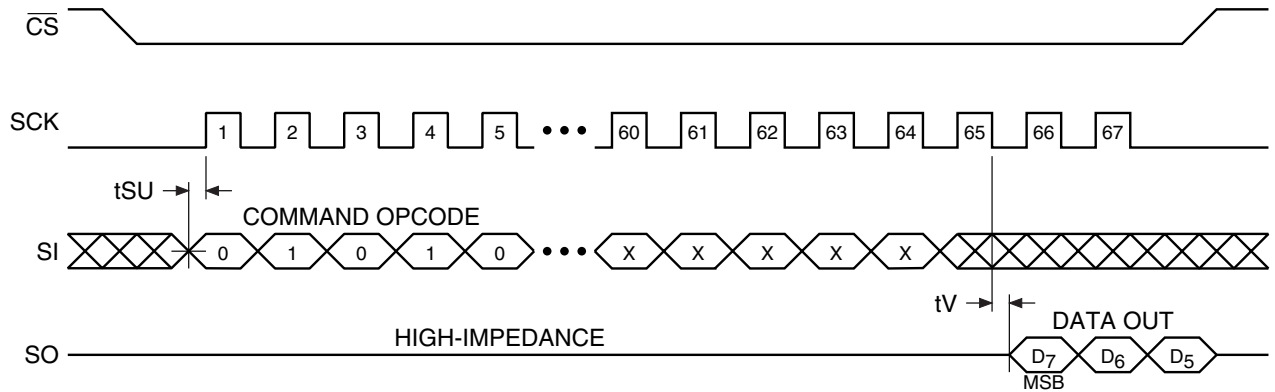 CS
SCK 1 2 3 4 5 ••• 60 61 62 63 64 65 66 67
tSU
COMMAND OPCODE
SI 0 1 0 1 0 ••• X X X X X
tV
HIGH-IMPEDANCE
DATA OUT
SO D7 D6 D5
MSB